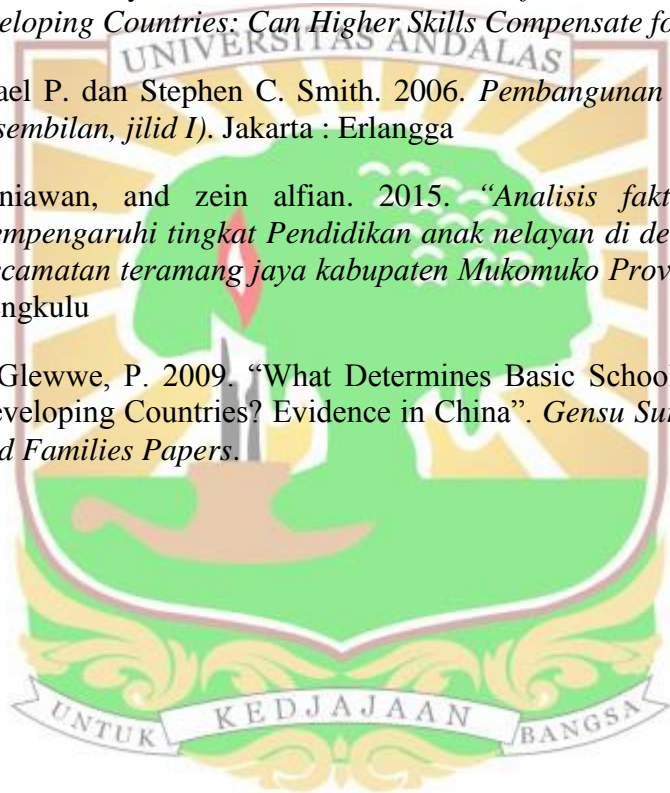 eloping Countries: Can Higher Skills Compensate fo
UNIVERSITAS ANDALAS
ael P. dan Stephen C. Smith. 2006. Pembangunan
sembilan, jilid I). Jakarta : Erlangga
niawan, and zein alfian. 2015. “Analisis fakt
empengaruhi tingkat Pendidikan anak nelayan di de
camatan teramang jaya kabupaten Mukomuko Prov
ngkulu
Glewwe, P. 2009. “What Determines Basic School
eveloping Countries? Evidence in China”. Gensu Su
d Families Papers.
UNTUK KEDJAJAAN BANGSA